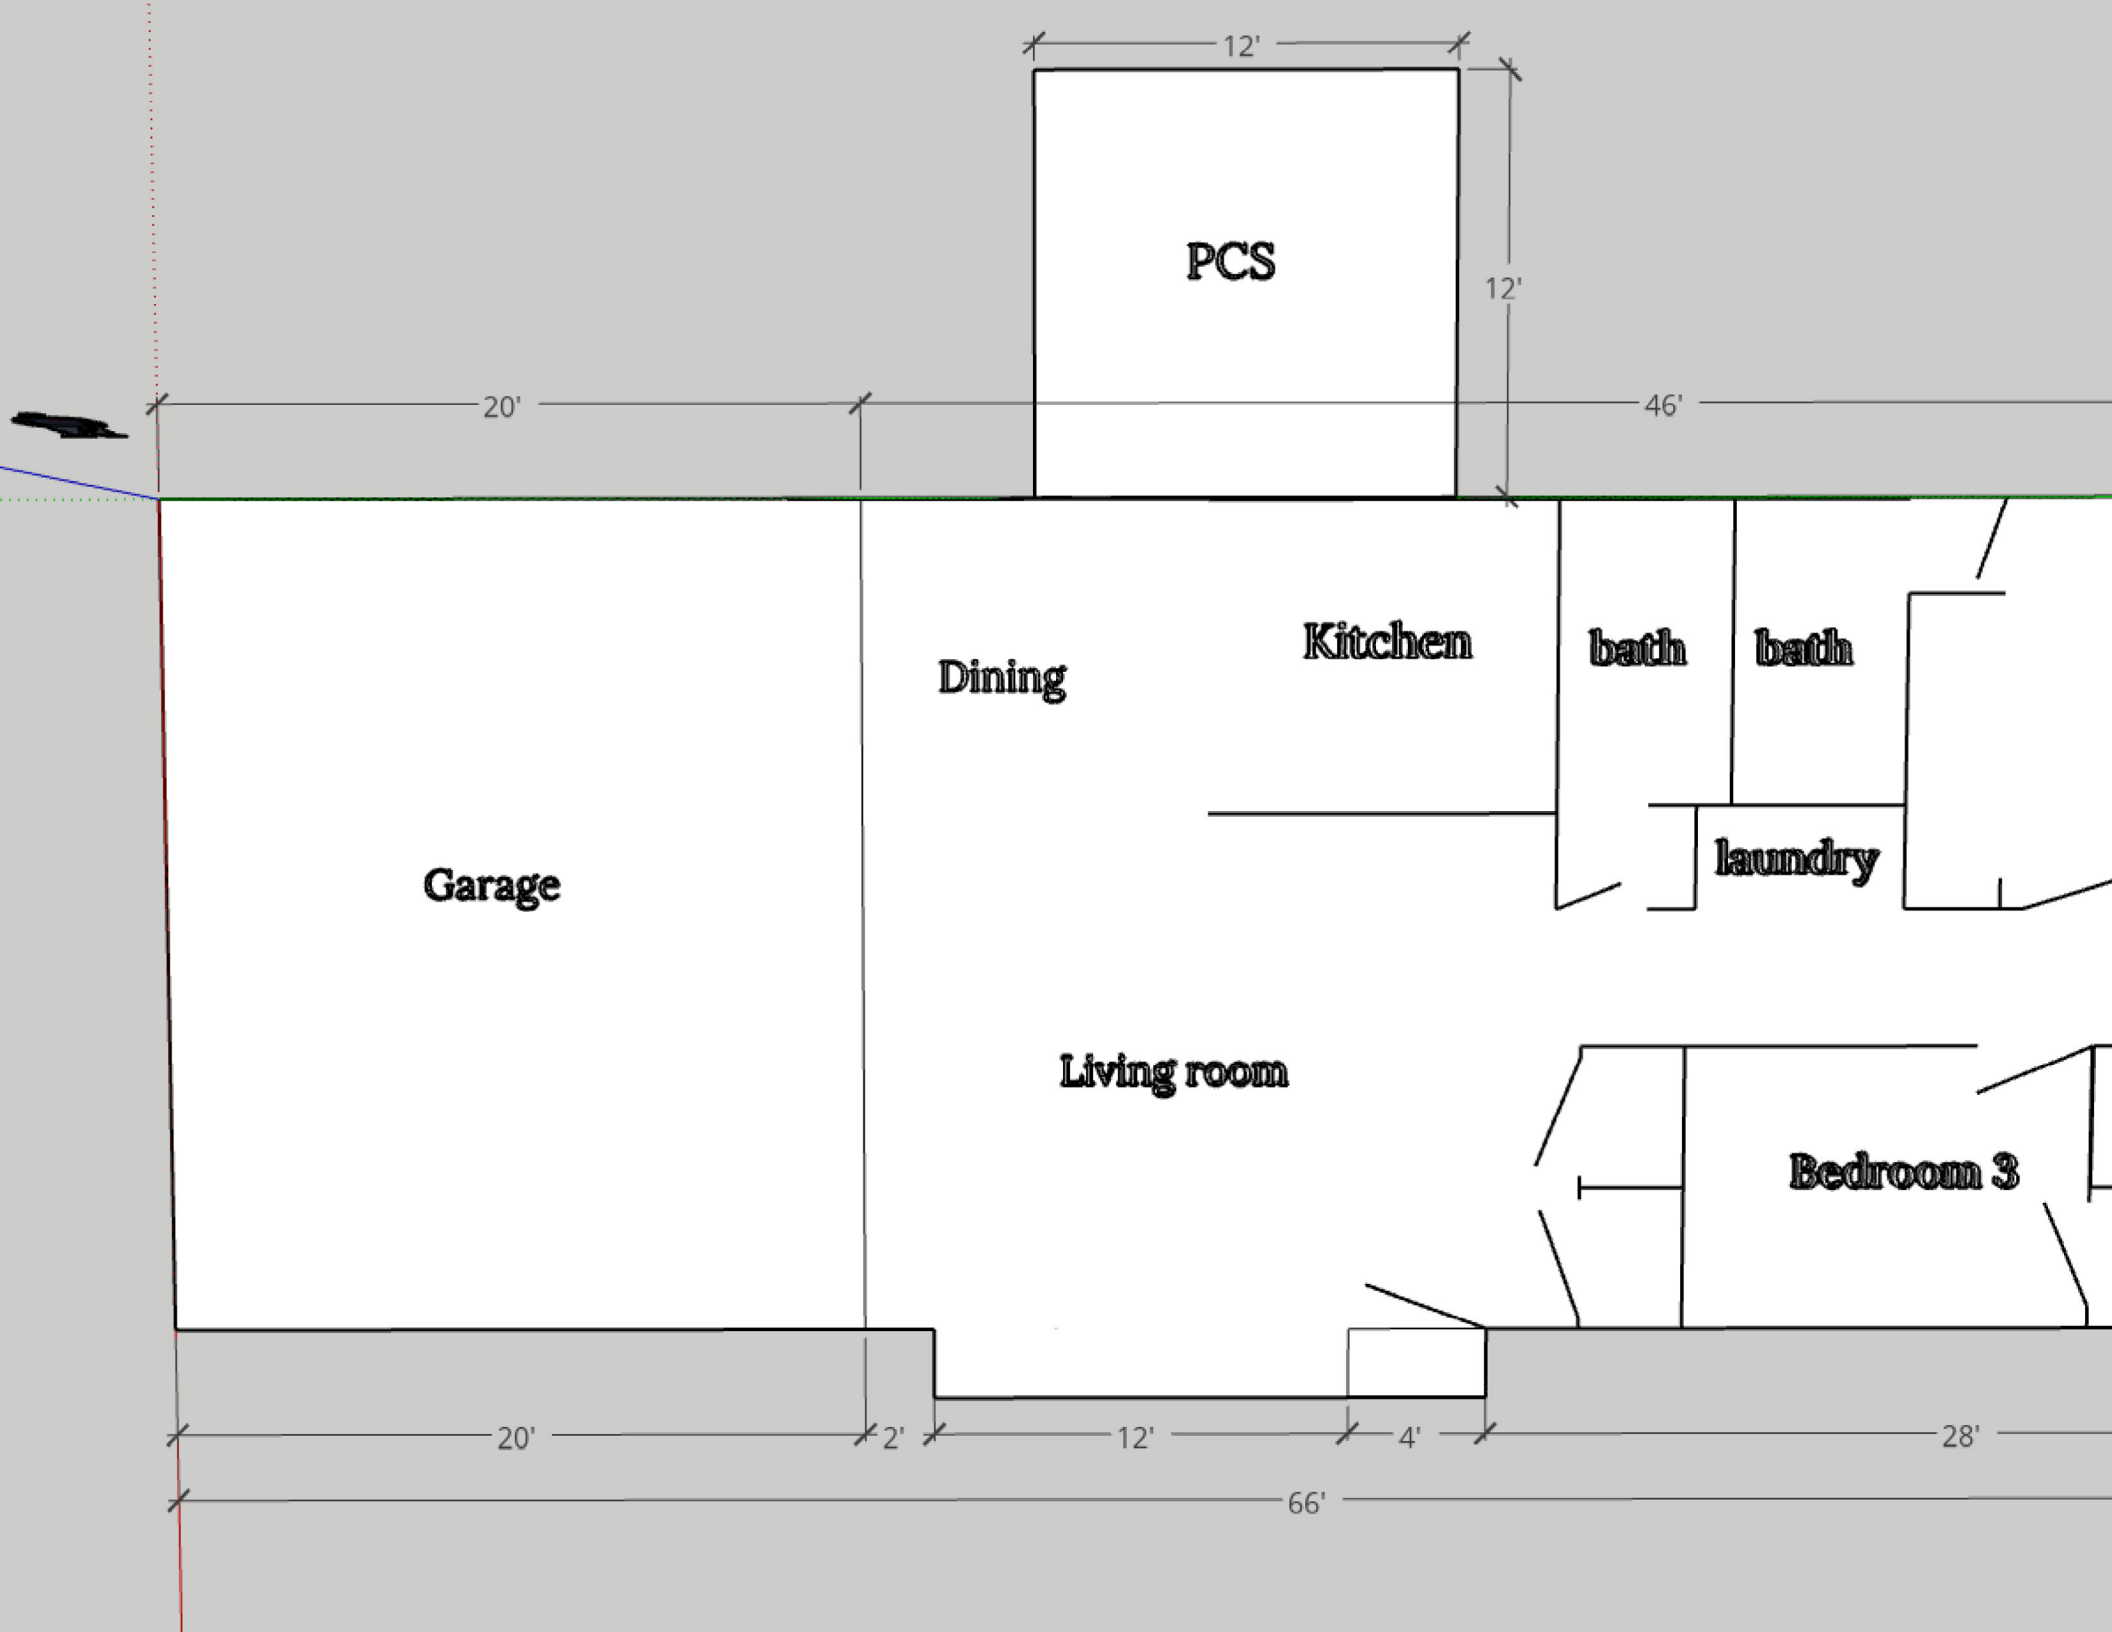 12'
PCS
12'
20'
46'
Kitchen
bath
bath
Dining
laundry
Garage
Living room
Bedroom 3
20'
2'
12'
4'
28'
66'